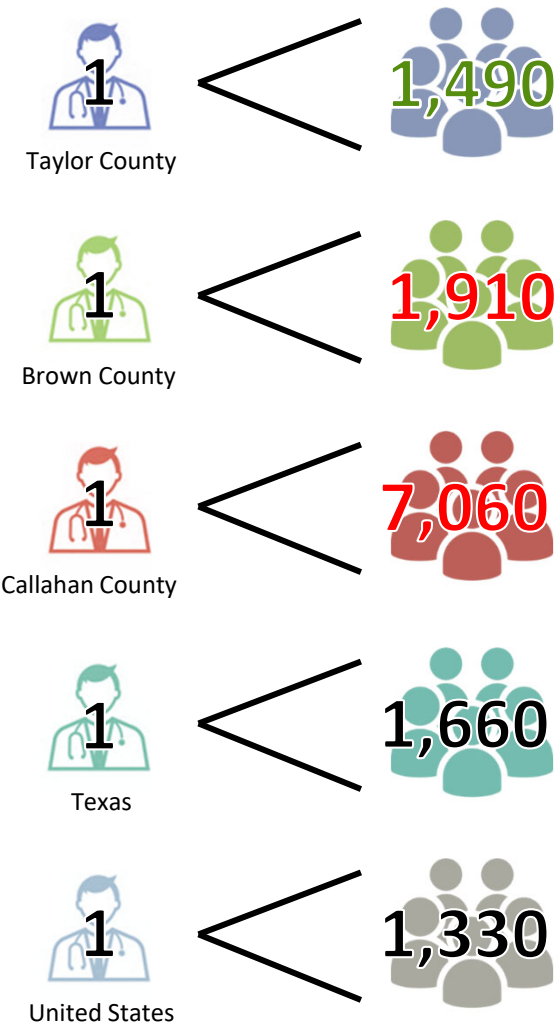 1 1,490
Taylor County
1 1,910
Brown County
1 7,060
Callahan County
1 1,660
Texas
1 1,330
United States